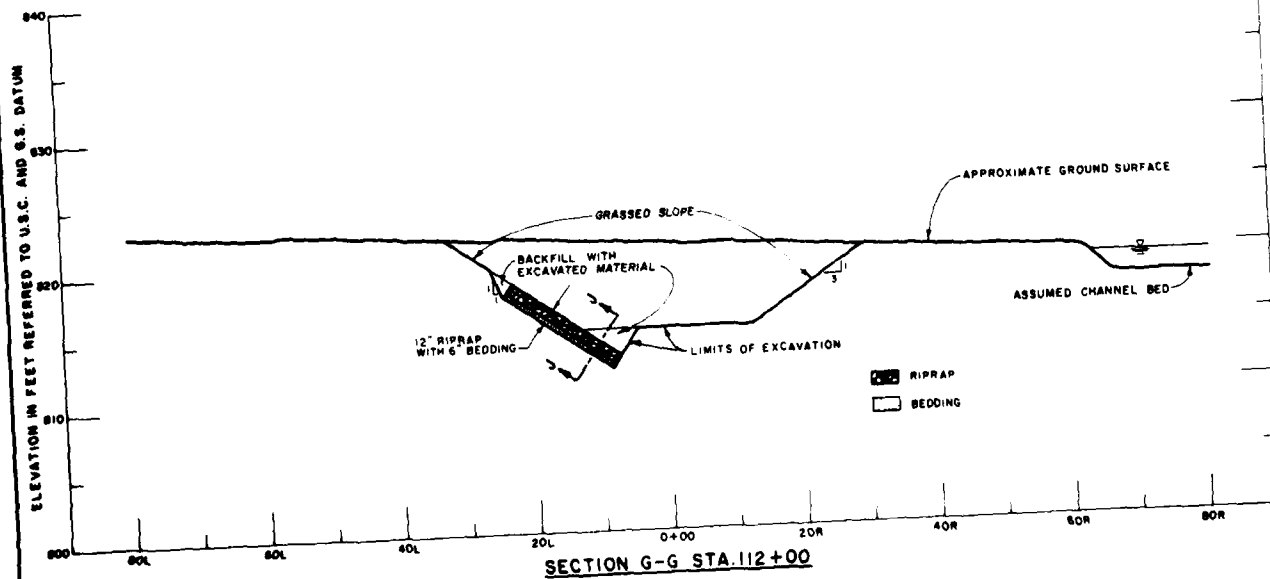 840
830
820
810
800
ELEVATION IN FEET REFERRED TO U.S.C. AND G.S. DATUM
APPROXIMATE GROUND SURFACE
GRASSED SLOPE
BACKFILL WITH
EXCAVATED MATERIAL
1
1
1
3
ASSUMED CHANNEL BED
12" RIPRAP
WITH 6" BEDDING
J
J
LIMITS OF EXCAVATION
RIPRAP
BEDDING
80L
60L
40L
20L
0+00
20R
40R
60R
80R
SECTION G-G STA.112+00